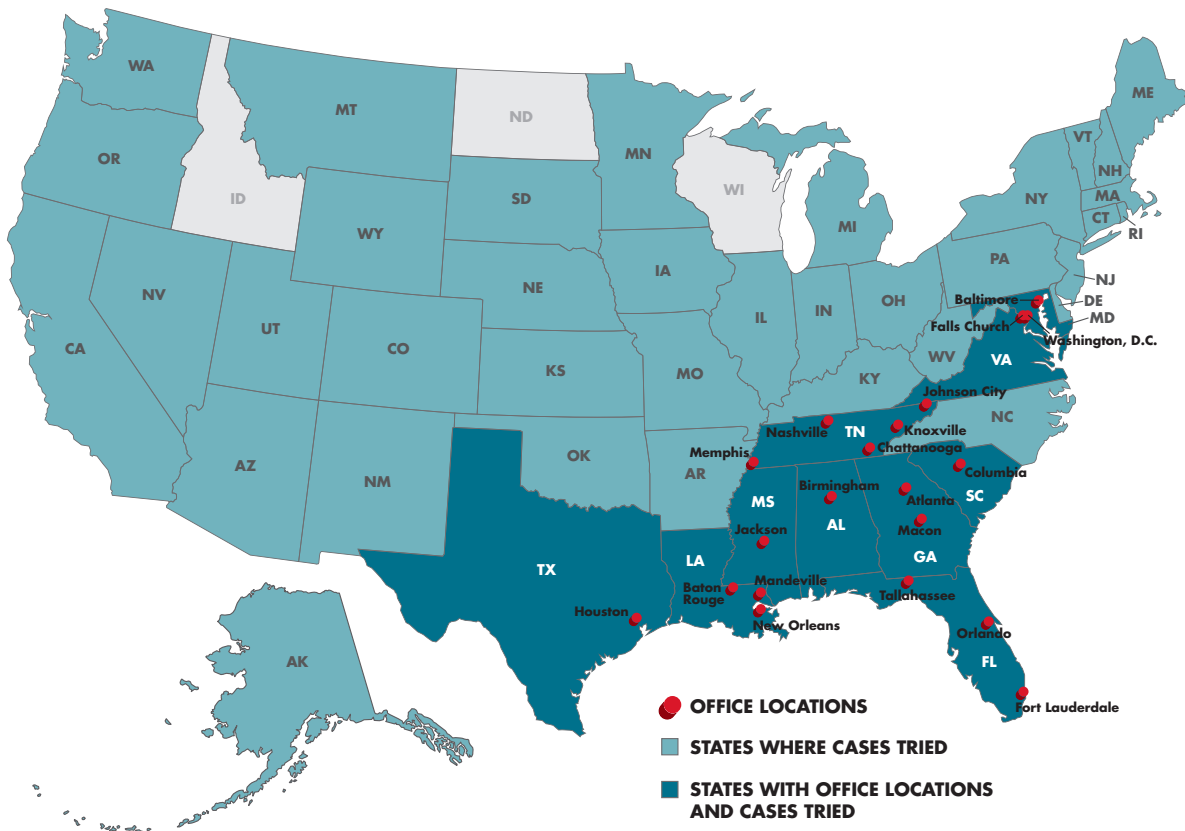 WA
MT
ND
MN
ME
OR
ID
SD
WI
VT
NH
NY
MA
CT
RI
WY
MI
IA
PA
NJ
NV
NE
IL
IN
OH
DE
MD
Baltimore
Falls Church
Washington, D.C.
CA
UT
CO
KS
MO
KY
WV
VA
Johnson City
NC
Nashville
TN
Knoxville
Chattanooga
Memphis
AZ
NM
OK
AR
Columbia
SC
MS
Birmingham
AL
Atlanta
Macon
GA
Jackson
TX
LA
Baton
Rouge
Mandeville
Tallahassee
Houston
New Orleans
Orlando
FL
Fort Lauderdale
AK
OFFICE LOCATIONS
STATES WHERE CASES TRIED
STATES WITH OFFICE LOCATIONS
AND CASES TRIED